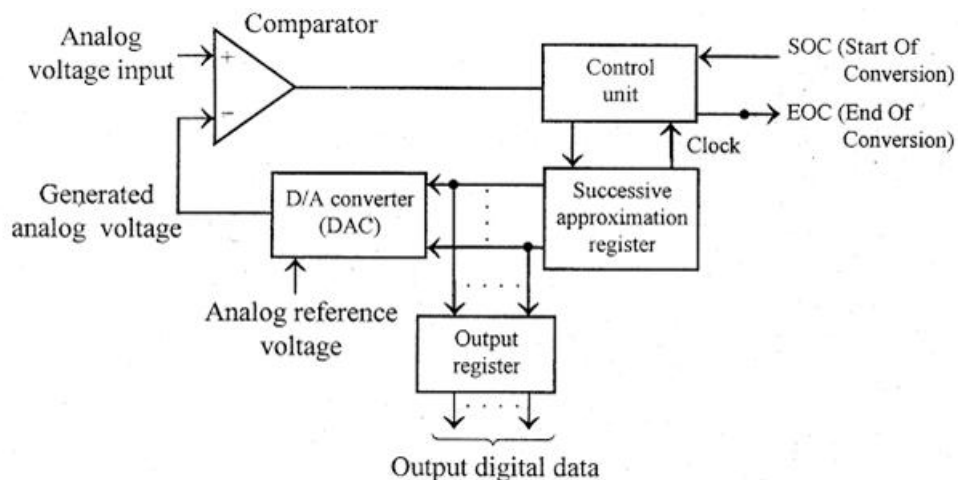 Comparator
Analog
voltage input
+
−
Control
unit
SOC (Start Of
Conversion)
EOC (End Of
Conversion)
Clock
Generated
analog voltage
D/A converter
(DAC)
Successive
approximation
register
Analog reference
voltage
Output
register
Output digital data